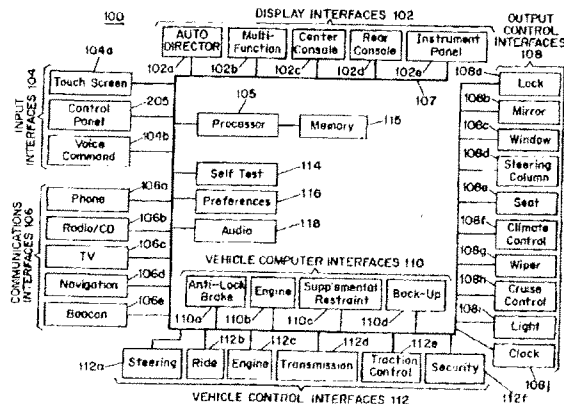 100
DISPLAY INTERFACES 102
OUTPUT CONTROL INTERFACES 108
AUTO DIRECTOR
Multi-Function
Center Console
Rear Console
Instrument Panel
102a
102b
102c
102d
102e
107
INPUT INTERFACES 104
104a
Touch Screen
205
Control Panel
104b
Voice Command
105
Processor
Memory
115
Self Test
114
Preferences
116
Audio
118
COMMUNICATIONS INTERFACES 106
106a
Phone
106b
Radio/CD
106c
TV
106d
Navigation
106e
Beacon
108a
Lock
108b
Mirror
108c
Window
108d
Steering Column
108e
Seat
108f
Climate Control
108g
Wiper
108h
Cruise Control
108i
Light
Clock
108j
VEHICLE COMPUTER INTERFACES 110
Anti-Lock Brake
Engine
Supplemental Restraint
Back-Up
110a
110b
110c
110d
112a
112b
112c
112d
112e
112f
Steering
Ride
Engine
Transmission
Traction Control
Security
VEHICLE CONTROL INTERFACES 112